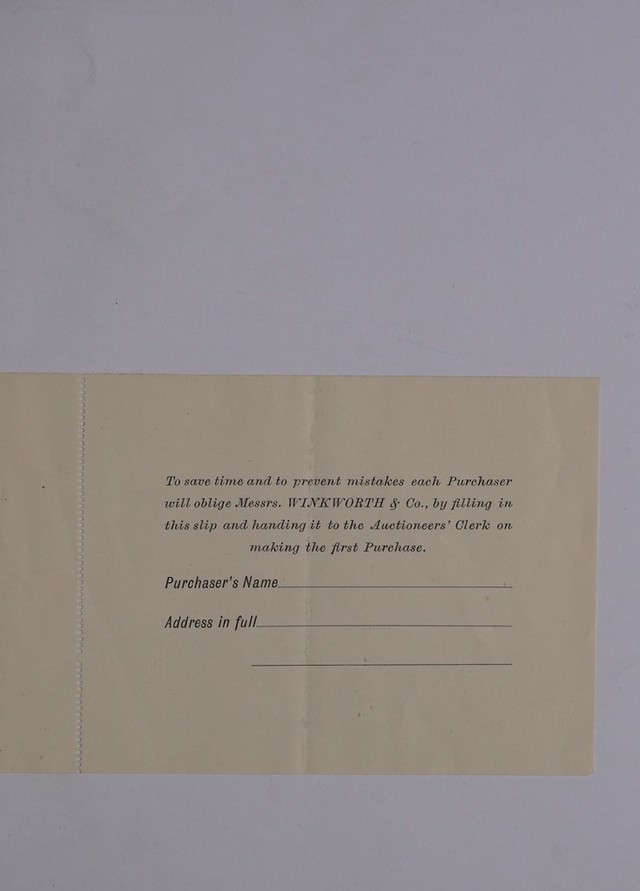 To save time and to prevent mistakes each Purchaser
will oblige Messrs. WINKWORTH & Co., by filling in
this slip and handing it to the Auctioneers' Clerk on
making the first Purchase.
Purchaser's Name
Address in full